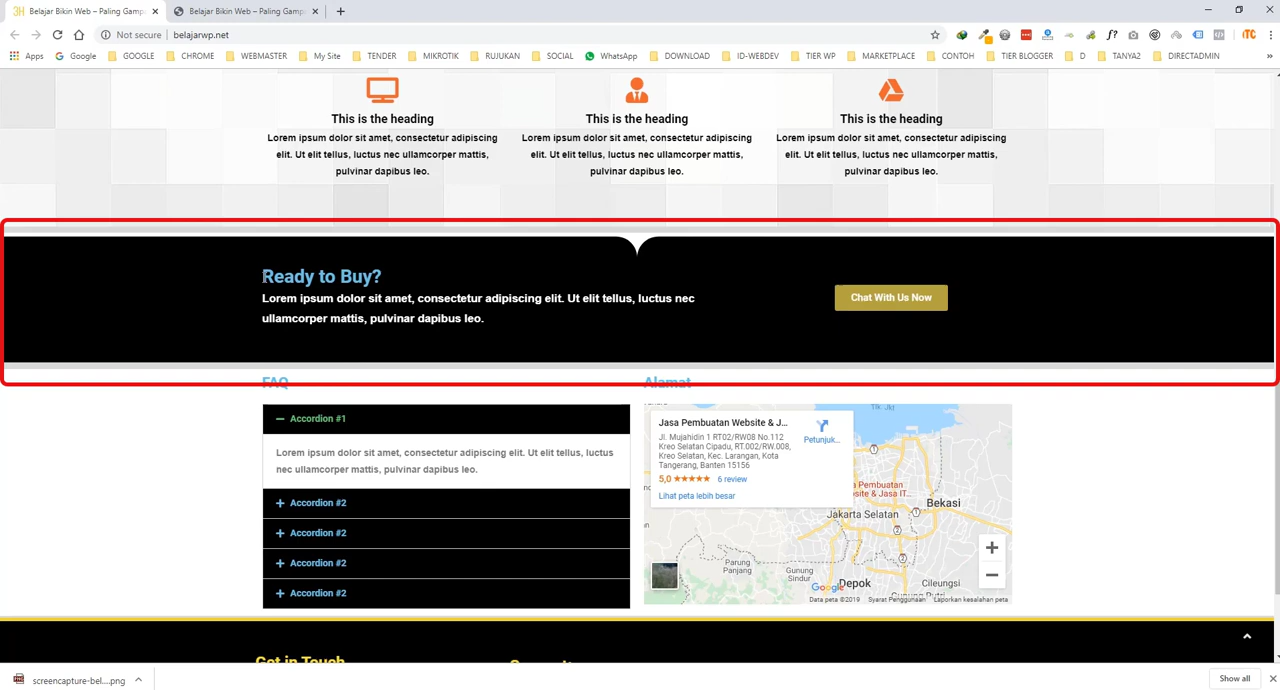 Belajar Bikin Web – Paling Gamp
Belajar Bikin Web – Paling Gamp
Not secure | belajarwp.net
Apps Google GOOGLE CHROME WEBMASTER My Site TENDER MIKROTIK RUJUKAN SOCIAL WhatsApp DOWNLOAD ID-WEBDEV TIER WP MARKETPLACE CONTOH TIER BLOGGER D TANYA2 DIRECTADMIN »
This is the heading
Lorem ipsum dolor sit amet, consectetur adipiscing
elit. Ut elit tellus, luctus nec ullamcorper mattis,
pulvinar dapibus leo.
This is the heading
Lorem ipsum dolor sit amet, consectetur adipiscing
elit. Ut elit tellus, luctus nec ullamcorper mattis,
pulvinar dapibus leo.
This is the heading
Lorem ipsum dolor sit amet, consectetur adipiscing
elit. Ut elit tellus, luctus nec ullamcorper mattis,
pulvinar dapibus leo.
Ready to Buy?
Lorem ipsum dolor sit amet, consectetur adipiscing elit. Ut elit tellus, luctus nec
ullamcorper mattis, pulvinar dapibus leo.
Chat With Us Now
FAQ
Accordion #1
Lorem ipsum dolor sit amet, consectetur adipiscing elit. Ut elit tellus, luctus
nec ullamcorper mattis, pulvinar dapibus leo.
Accordion #2
Accordion #2
Accordion #2
Accordion #2
Alamat
Jasa Pembuatan Website & J...
Jl. Mujahidin 1 RT02/RW08 No.112
Kreo Selatan Cipadu, RT.002/RW.008,
Kreo Selatan, Kec. Larangan, Kota
Tangerang, Banten 15156
5,0 ★★★★★ 6 review
Lihat peta lebih besar
Petunjuk...
Tlk JM
Bekasi
Jakarta Selatan
Parung
Panjang
Gunung
Sindur
Depok
Cileungsi
Google
Data peta ©2019 Syarat Penggunaan Laporkan kesalahan peta
Get in Touch
screencapture-bel....png
Show all